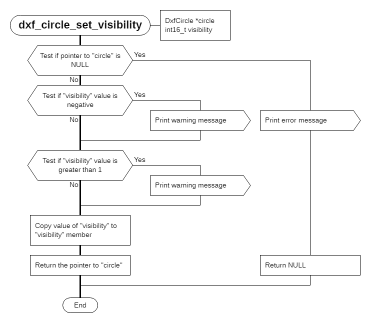 dxf_circle_set_visibility
DxfCircle *circle
int16_t visibility
Test if pointer to "circle" is
NULL
Yes
No
Test if "visibility" value is
negative
Yes
No
Print warning message
Print error message
Test if "visibility" value is
greater than 1
Yes
No
Print warning message
Copy value of "visibility" to
"visibility" member
Return the pointer to "circle"
Return NULL
End